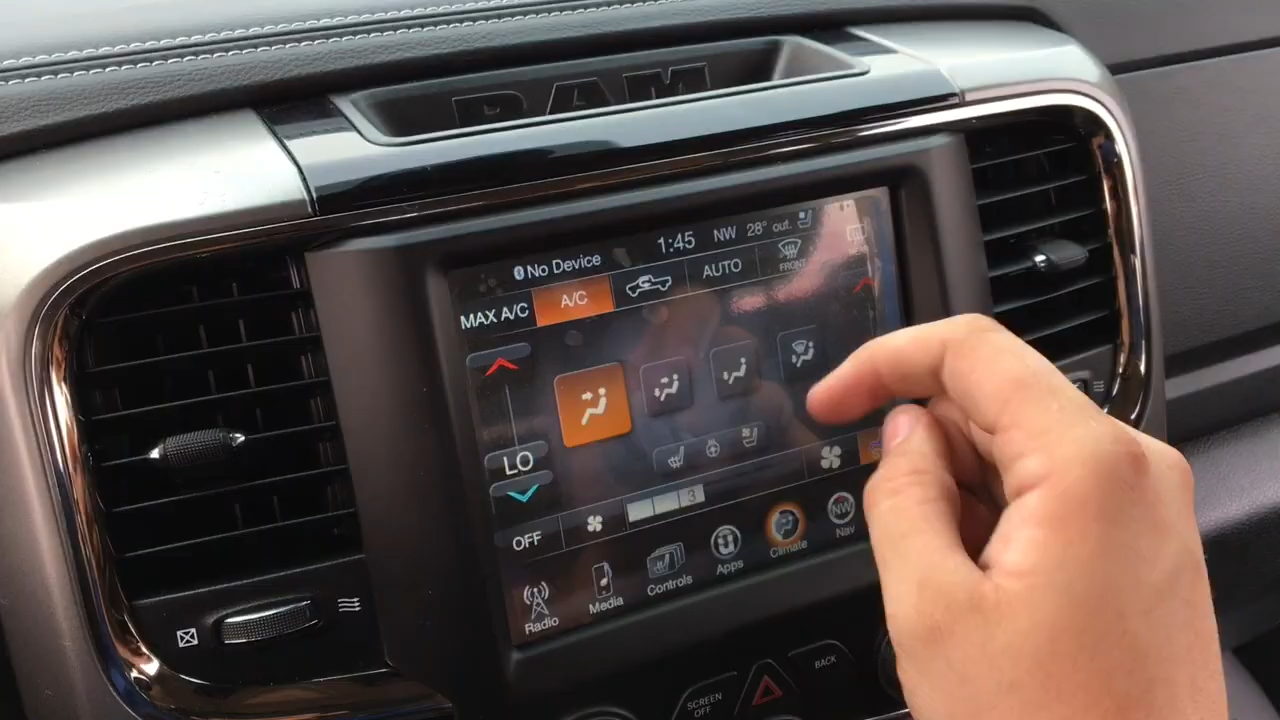 RAM
No Device
1:45
NW
28° out.
MAX A/C
A/C
AUTO
FRONT
LO
3
OFF
Radio
Media
Controls
Apps
Climate
NW
Nav
SCREEN
OFF
BACK